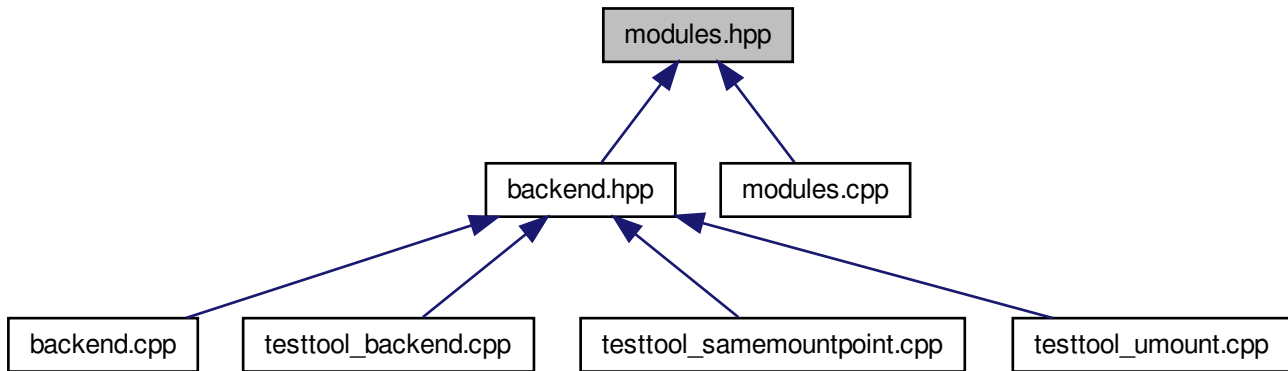 modules.hpp
backend.hpp
modules.cpp
backend.cpp
testtool_backend.cpp
testtool_samemountpoint.cpp
testtool_umount.cpp